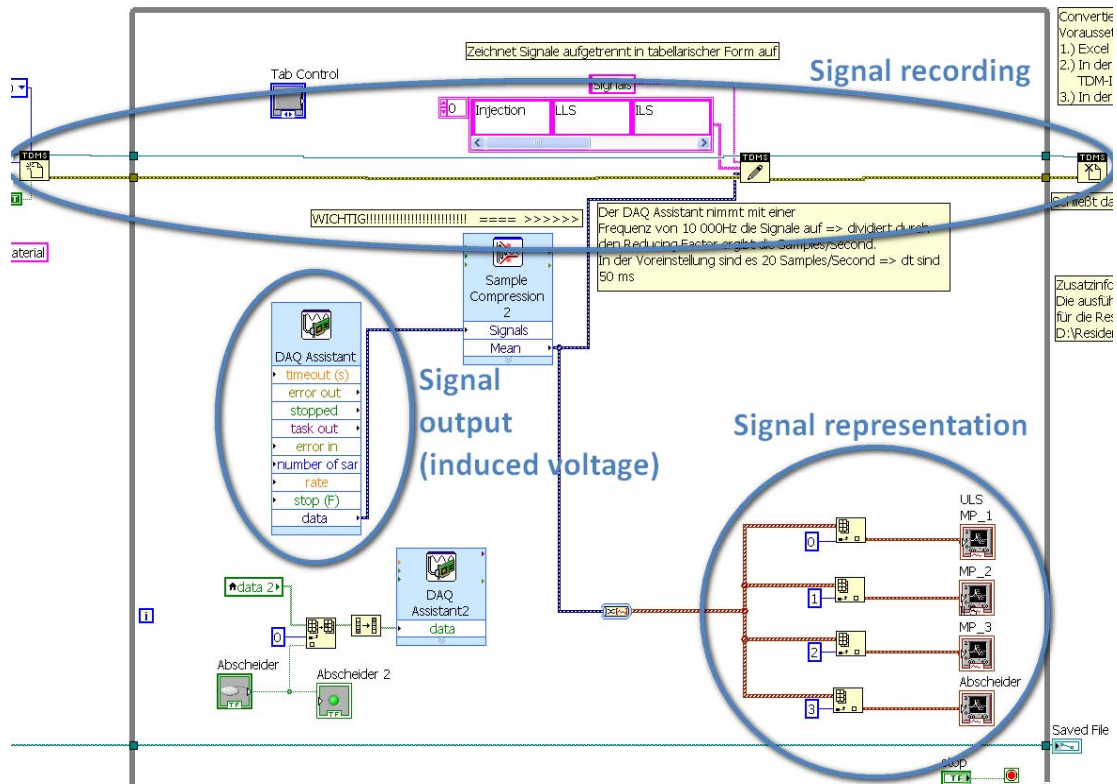 Convertie
Vorausset
1.) Excel
2.) In der
TDM-I
3.) In der
Zeichnet Signale aufgetrennt in tabellarischer Form auf
Signal recording
Tab Control
Signals
0
Injection
LLS
ILS
TDMS
TDMS
TDMS
T
WICHTIG!!!!!!!!!!!!!!!!!!!!!!!!!!! ==== >>>>>>
Der DAQ Assistant nimmt mit einer
Frequenz von 10 000Hz die Signale auf => dividiert durch
den Reducing Factor ergibt die Samples/Second.
In der Voreinstellung sind es 20 Samples/Second => dt sind
50 ms
Schließt da
aterial
Sample
Compression
2
Signals
Mean
Zusatzinfo
Die ausfüh
für die Res
D:\Residen
DAQ Assistant
timeout (s)
error out
stopped
task out
error in
number of sar
rate
stop (F)
data
Signal
output
(induced voltage)
Signal representation
ULS
MP_1
0
MP_2
1
MP_3
2
Abscheider
3
data 2
DAQ
Assistant2
data
0
i
Abscheider
TF
Abscheider 2
TF
Saved File
stop
TF